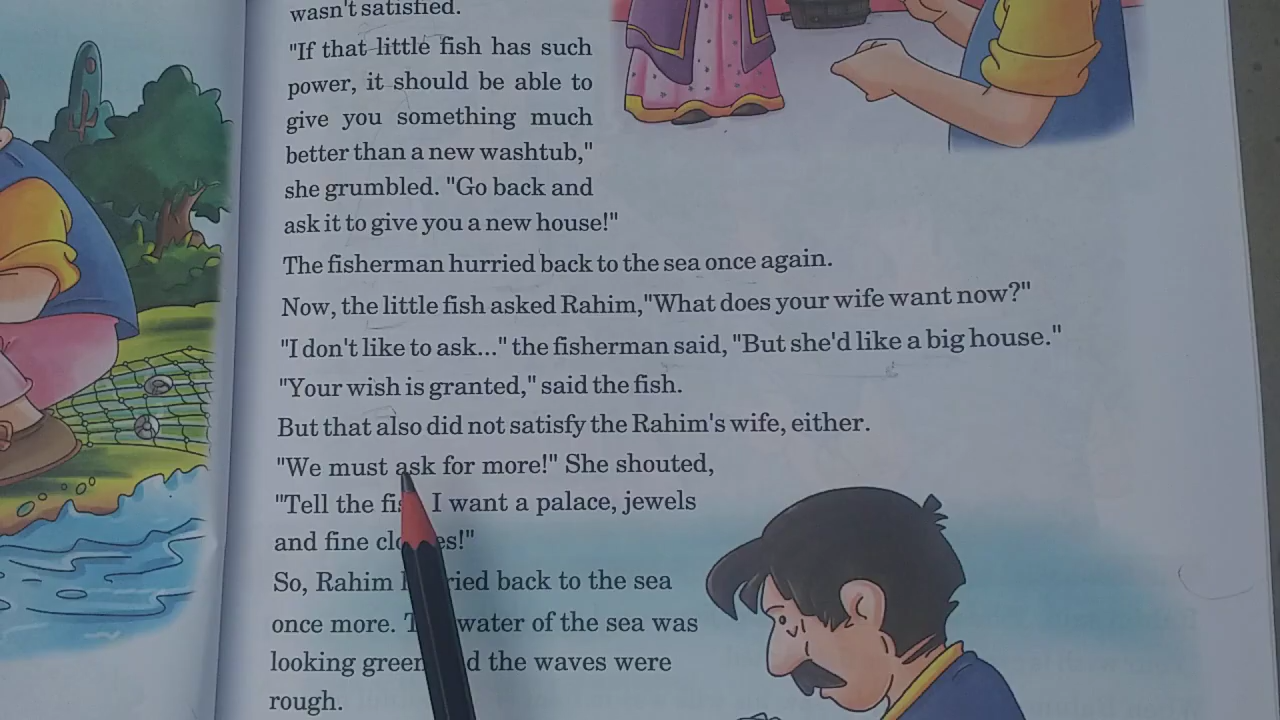 wasn't satisfied.
"If that little fish has such
power, it should be able to
give you something much
better than a new washtub,"
she grumbled. "Go back and
ask it to give you a new house!"
The fisherman hurried back to the sea once again.
Now, the little fish asked Rahim,"What does your wife want now?"
"I don't like to ask..." the fisherman said, "But she'd like a big house."
"Your wish is granted," said the fish.
But that also did not satisfy the Rahim's wife, either.
"We must ask for more!" She shouted,
"Tell the I want a palace, jewels
and fine
So, Rahim back to the sea
once more. water of the sea was
looking the waves were
rough.